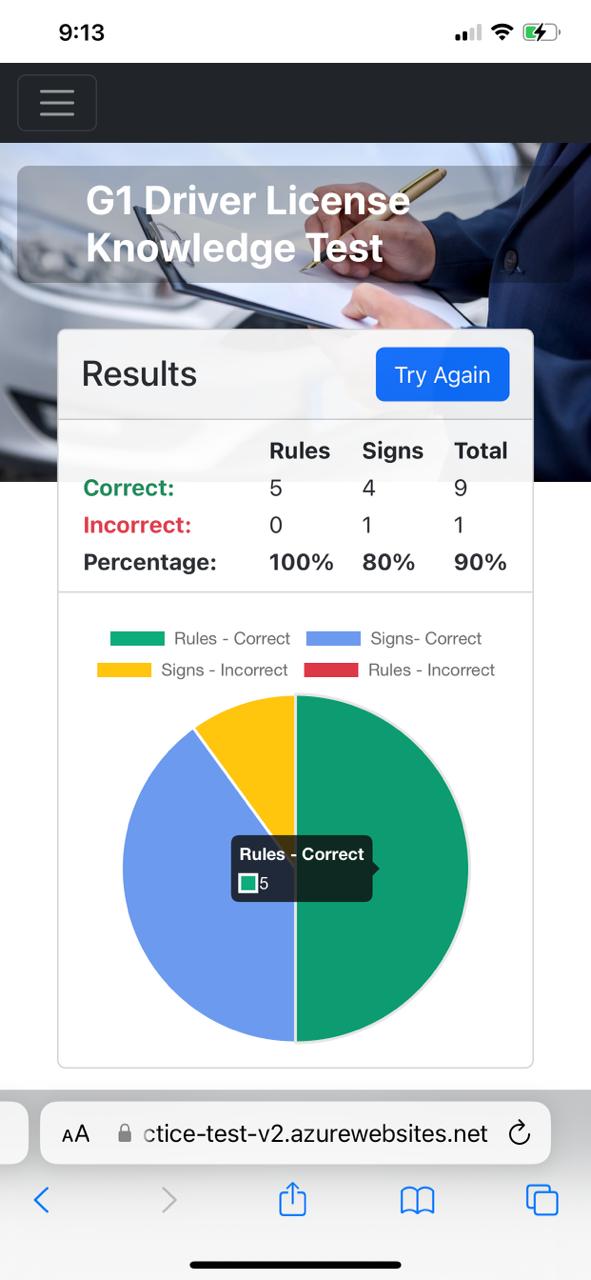 9:13
G1 Driver License
Knowledge Test
Results
Try Again
Rules Signs Total
Correct: 5 4 9
Incorrect: 0 1 1
Percentage: 100% 80% 90%
Rules - Correct Signs- Correct
Signs - Incorrect Rules - Incorrect
Rules - Correct
5
AA ctice-test-v2.azurewebsites.net